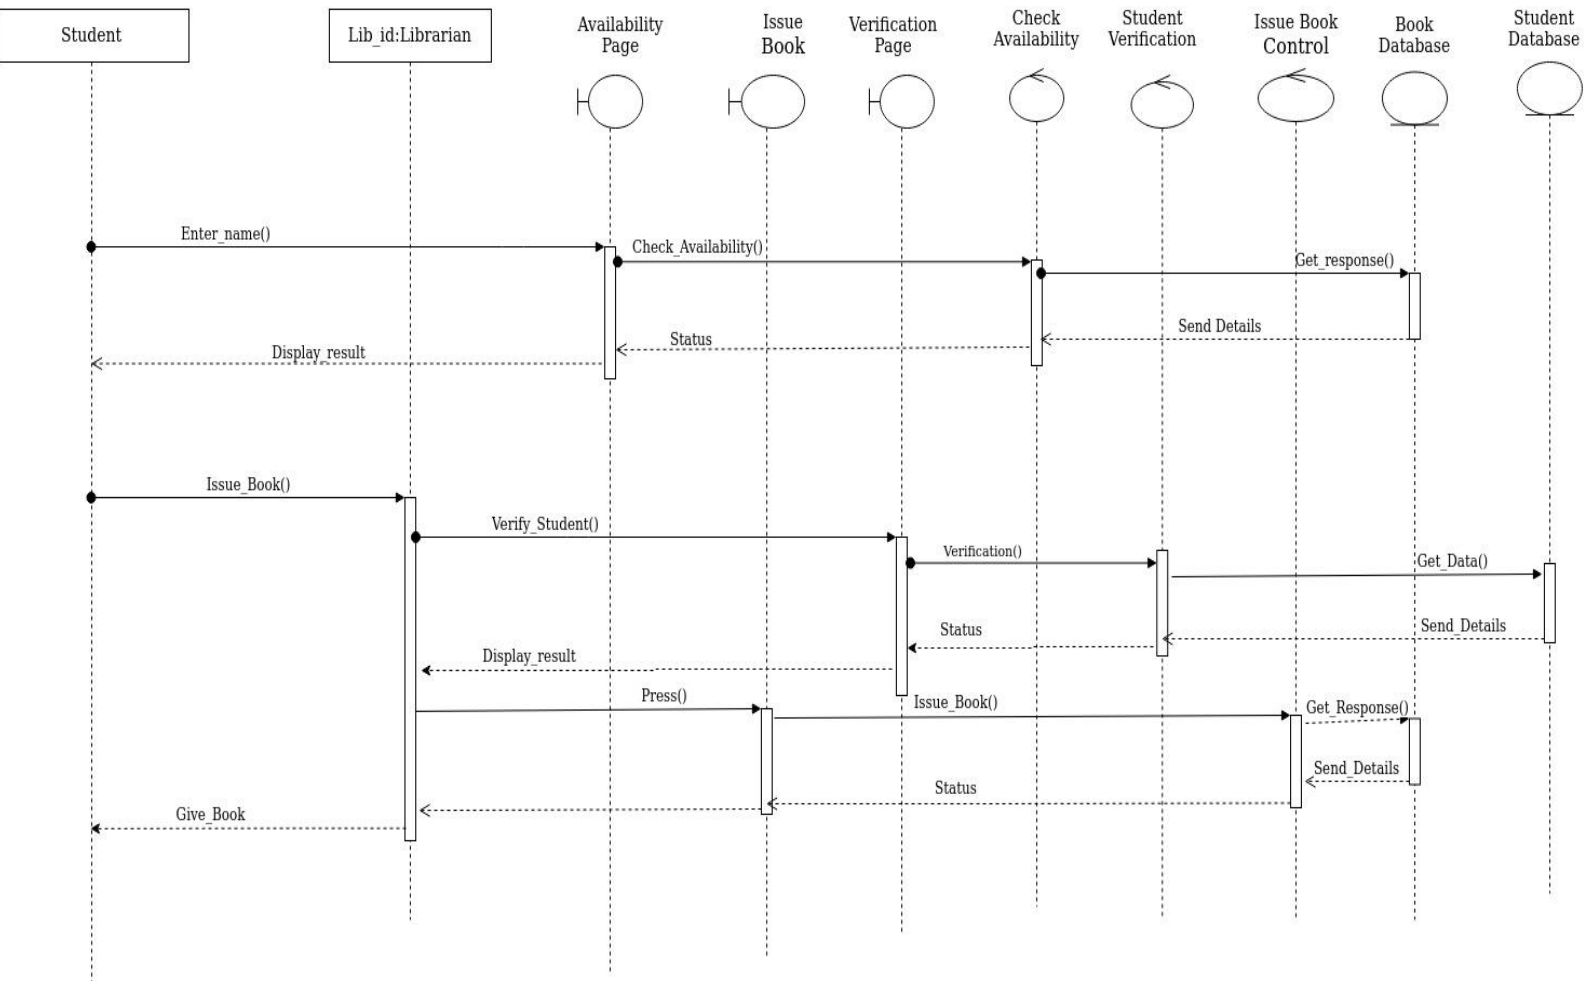 Student
Lib_id:Librarian
Availability
Page
Issue
Book
Verification
Page
Check
Availability
Student
Verification
Issue Book
Control
Book
Database
Student
Database
Enter_name()
Check_Availability()
Get_response()
Send Details
Status
Display_result
Issue_Book()
Verify_Student()
Verification()
Get_Data()
Send_Details
Status
Display_result
Press()
Issue_Book()
Get_Response()
Send_Details
Status
Give_Book